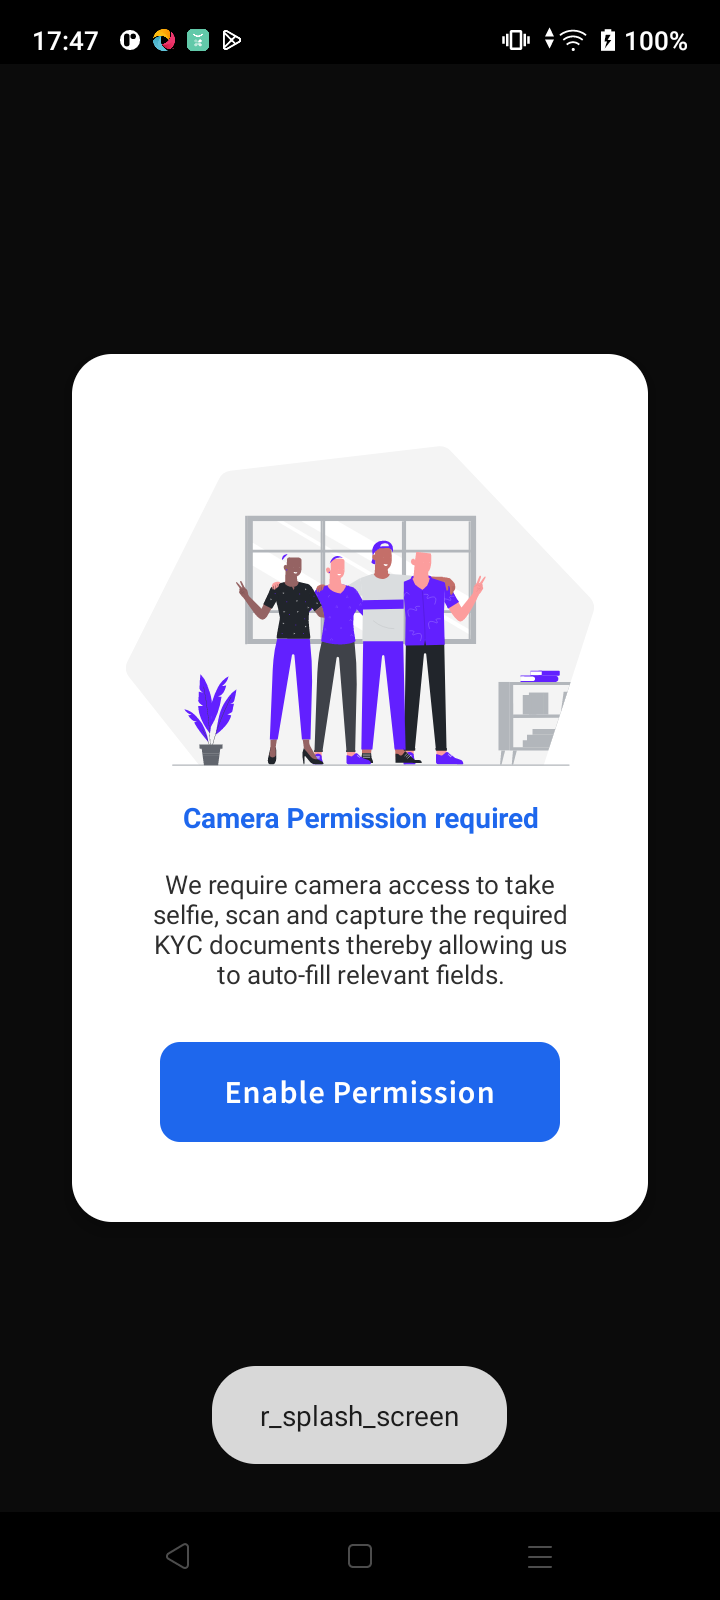 17:47
100%
Camera Permission required
We require camera access to take
selfie, scan and capture the required
KYC documents thereby allowing us
to auto-fill relevant fields.
Enable Permission
r_splash_screen